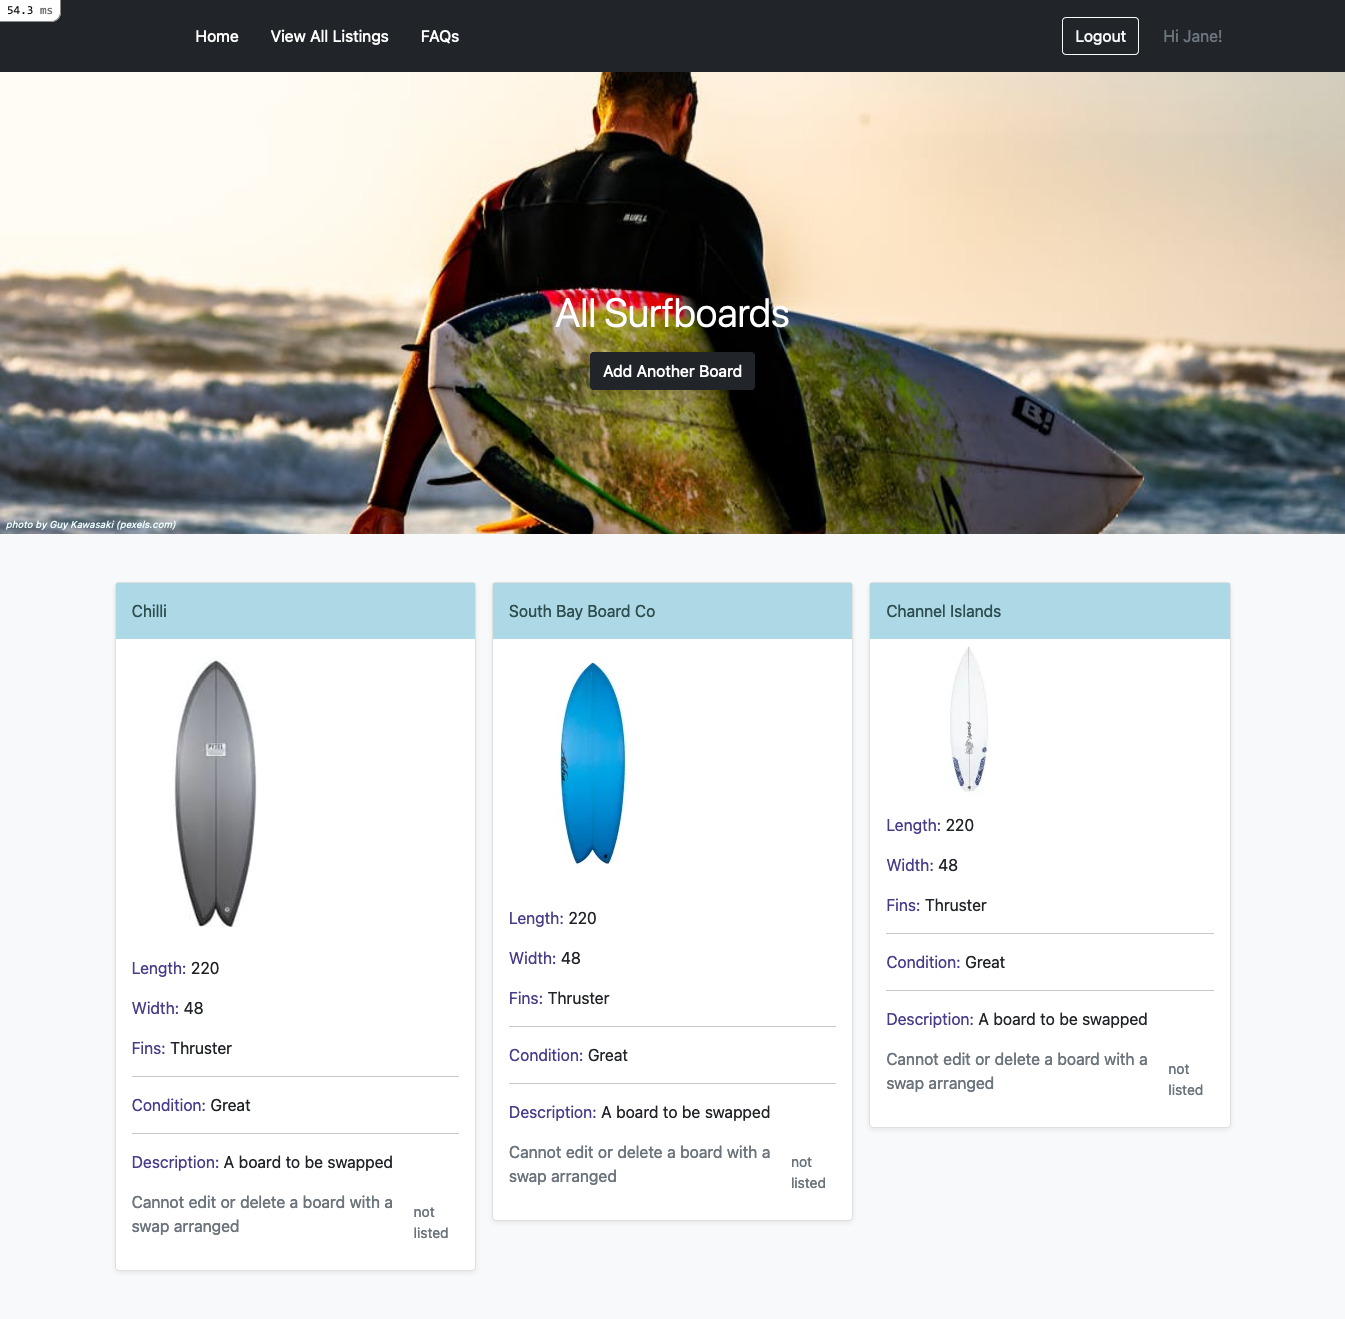 54.3 ms
Home View All Listings FAQs Logout Hi Jane!
BUELL
All Surfboards
Add Another Board
B!
photo by Guy Kawasaki (pexels.com)
Chilli
PYZEL
Length: 220
Width: 48
Fins: Thruster
Condition: Great
Description: A board to be swapped
Cannot edit or delete a board with a
swap arranged
not
listed
South Bay Board Co
Length: 220
Width: 48
Fins: Thruster
Condition: Great
Description: A board to be swapped
Cannot edit or delete a board with a
swap arranged
not
listed
Channel Islands
Length: 220
Width: 48
Fins: Thruster
Condition: Great
Description: A board to be swapped
Cannot edit or delete a board with a
swap arranged
not
listed